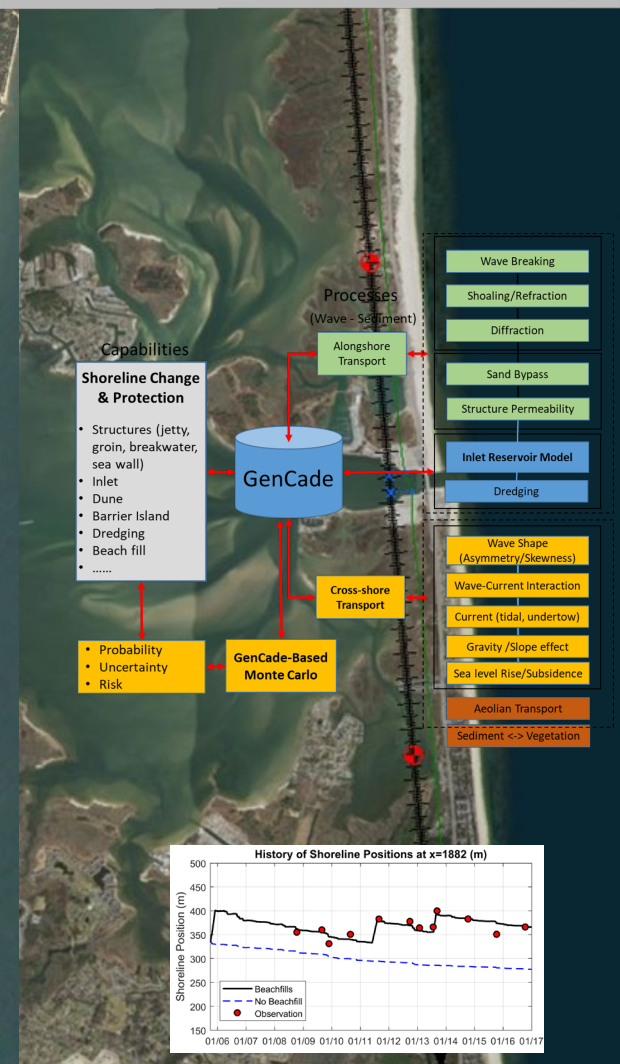 Processes
(Wave - Sediment)
Alongshore
Transport
Wave Breaking
Shoaling/Refraction
Diffraction
Sand Bypass
Structure Permeability
Inlet Reservoir Model
Dredging
Capabilities
Shoreline Change
& Protection
• Structures (jetty,
groin, breakwater,
sea wall)
• Inlet
• Dune
• Barrier Island
• Dredging
• Beach fill
• ......
GenCade
Cross-shore
Transport
Wave Shape
(Asymmetry/Skewness)
Wave-Current Interaction
Current (tidal, undertow)
Gravity /Slope effect
Sea level Rise/Subsidence
Aeolian Transport
Sediment <-> Vegetation
• Probability
• Uncertainty
• Risk
GenCade-Based
Monte Carlo
History of Shoreline Positions at x=1882 (m)
Shoreline Position (m)
500
450
400
350
300
250
200
150
Beachfills
No Beachfill
Observation
01/06 01/07 01/08 01/09 01/10 01/11 01/12 01/13 01/14 01/15 01/16 01/17